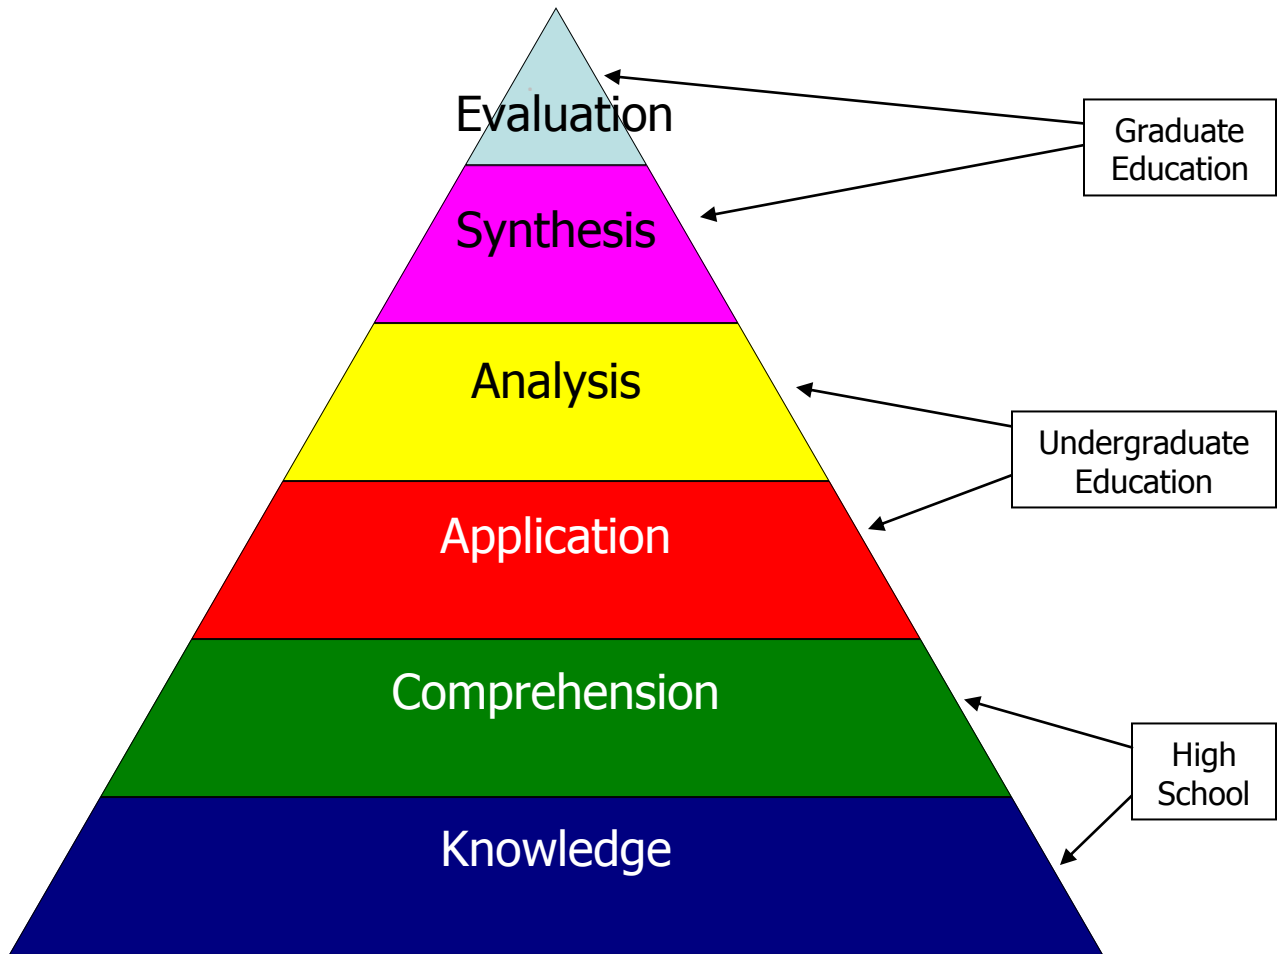 Evaluation
Graduate
Education
Synthesis
Analysis
Undergraduate
Education
Application
Comprehension
High
School
Knowledge